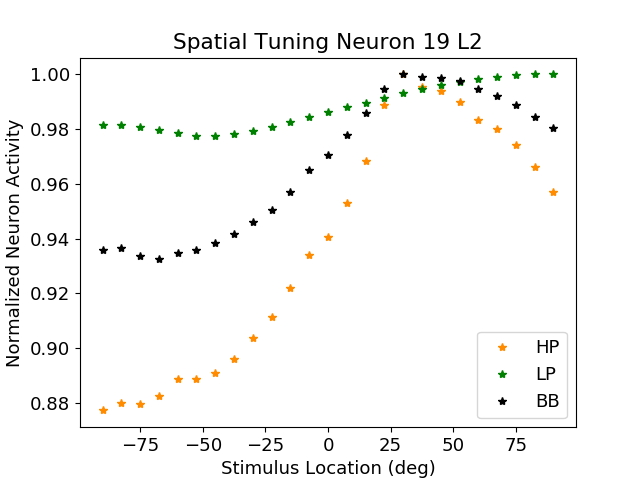 Spatial Tuning Neuron 19 L2
Normalized Neuron Activity
1.00
0.98
0.96
0.94
0.92
0.90
0.88
−75
−50
−25
0
25
50
75
Stimulus Location (deg)
HP
LP
BB